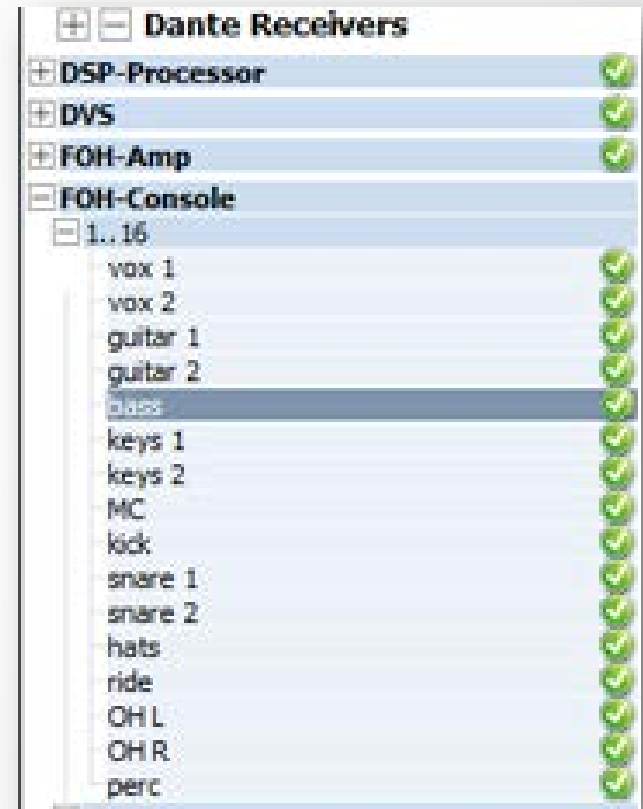 Dante Receivers
DSP-Processor
DVS
FOH-Amp
FOH-Console
1..16
vox 1
vox 2
guitar 1
guitar 2
bass
keys 1
keys 2
MC
kick
snare 1
snare 2
hats
ride
OH L
OH R
perc